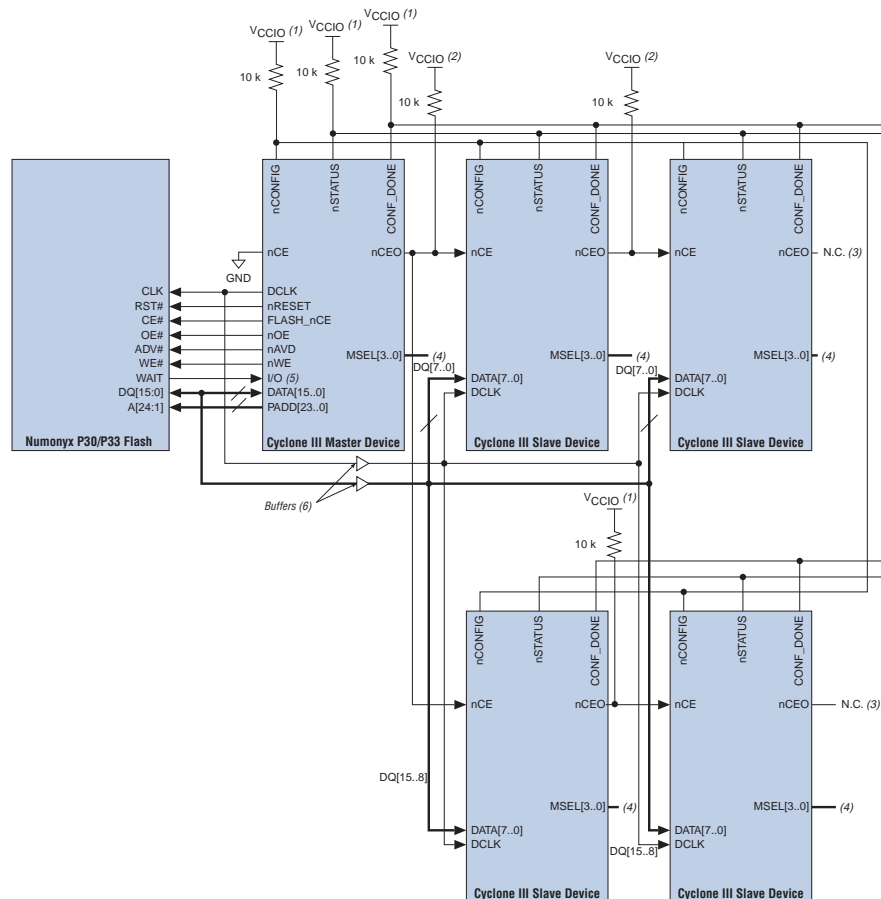 VCCIO (1)
VCCIO (1)
VCCIO (1)
VCCIO (2)
VCCIO (2)
10 k
10 k
10 k
10 k
10 k
nCONFIG
nSTATUS
CONF_DONE
nCONFIG
nSTATUS
CONF_DONE
nCONFIG
nSTATUS
CONF_DONE
nCE
nCEO
nCE
nCEO
nCE
nCEO
N.C. (3)
GND
CLK
DCLK
RST#
nRESET
CE#
FLASH_nCE
OE#
nOE
ADV#
nAVD
WE#
nWE
WAIT
I/O (5)
DQ[15:0]
DATA[15..0]
A[24:1]
PADD[23..0]
MSEL[3..0]
(4)
MSEL[3..0]
(4)
MSEL[3..0]
(4)
DQ[7..0]
DATA[7..0]
DCLK
DQ[7..0]
DATA[7..0]
DCLK
Numonyx P30/P33 Flash
Cyclone III Master Device
Cyclone III Slave Device
Cyclone III Slave Device
Buffers (6)
VCCIO (1)
10 k
nCONFIG
nSTATUS
CONF_DONE
nCONFIG
nSTATUS
CONF_DONE
nCE
nCEO
nCE
nCEO
N.C. (3)
DQ[15..8]
MSEL[3..0]
(4)
MSEL[3..0]
(4)
DATA[7..0]
DCLK
DQ[15..8]
DATA[7..0]
DCLK
Cyclone III Slave Device
Cyclone III Slave Device